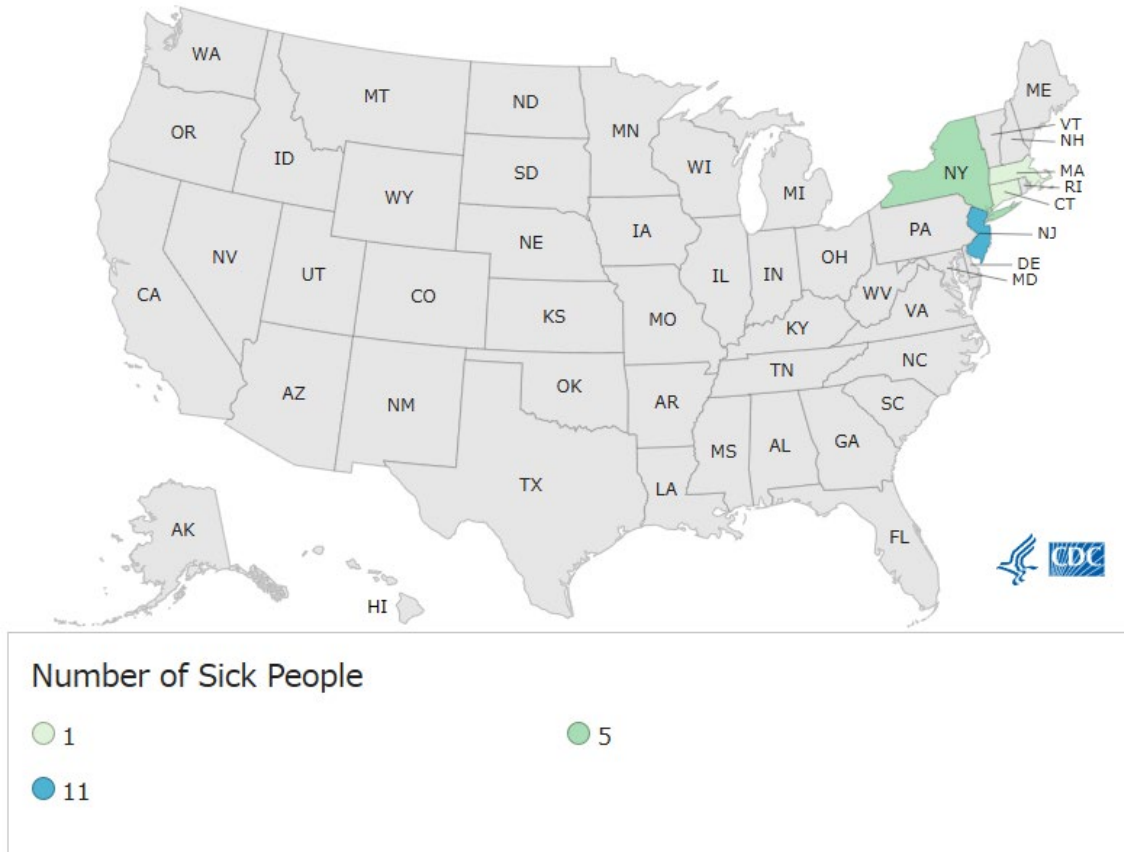 WA
MT
ND
MN
ME
OR
ID
SD
WI
MI
NY
VT
NH
MA
RI
CT
WY
IA
PA
NJ
NE
NV
UT
CO
IL
IN
OH
DE
MD
CA
KS
MO
WV
VA
KY
AZ
NM
OK
AR
TN
NC
SC
MS
AL
GA
TX
LA
FL
AK
HI
CDC
Number of Sick People
1
5
11